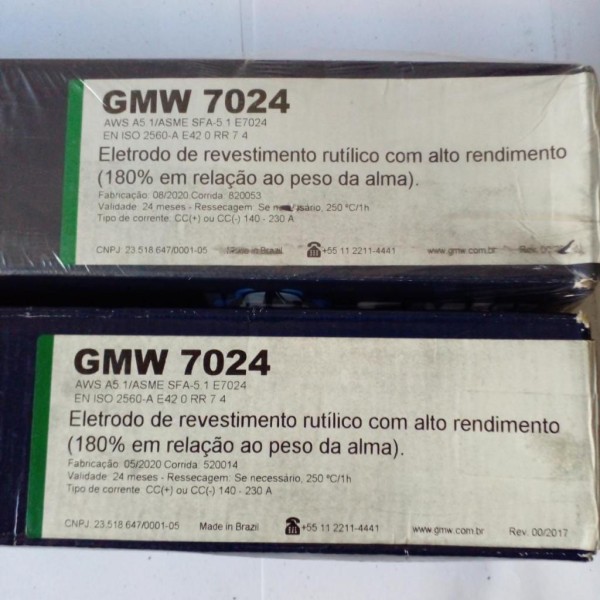 GMW 7024
AWS A5.1/ASME SFA-5.1 E7024
EN ISO 2560-A E42 0 RR 7 4
Eletrodo de revestimento rutílico com alto rendimento
(180% em relação ao peso da alma).
Fabricação: 08/2020 Corrida: 820053
Validade: 24 meses - Ressecagem: Se necessário, 250 ºC/1h
Tipo de corrente: CC(+) ou CC(-) 140 - 230 A
CNPJ: 23.518.647/0001-05 Made in Brazil +55 11 2211-4441 www.gmw.com.br Rev.
GMW 7024
AWS A5.1/ASME SFA-5.1 E7024
EN ISO 2560-A E42 0 RR 7 4
Eletrodo de revestimento rutílico com alto rendimento
(180% em relação ao peso da alma).
Fabricação: 05/2020 Corrida: 520014
Validade: 24 meses - Ressecagem: Se necessário, 250 ºC/1h
Tipo de corrente: CC(+) ou CC(-) 140 - 230 A
CNPJ: 23.518.647/0001-05 Made in Brazil +55 11 2211-4441 www.gmw.com.br Rev. 00/2017